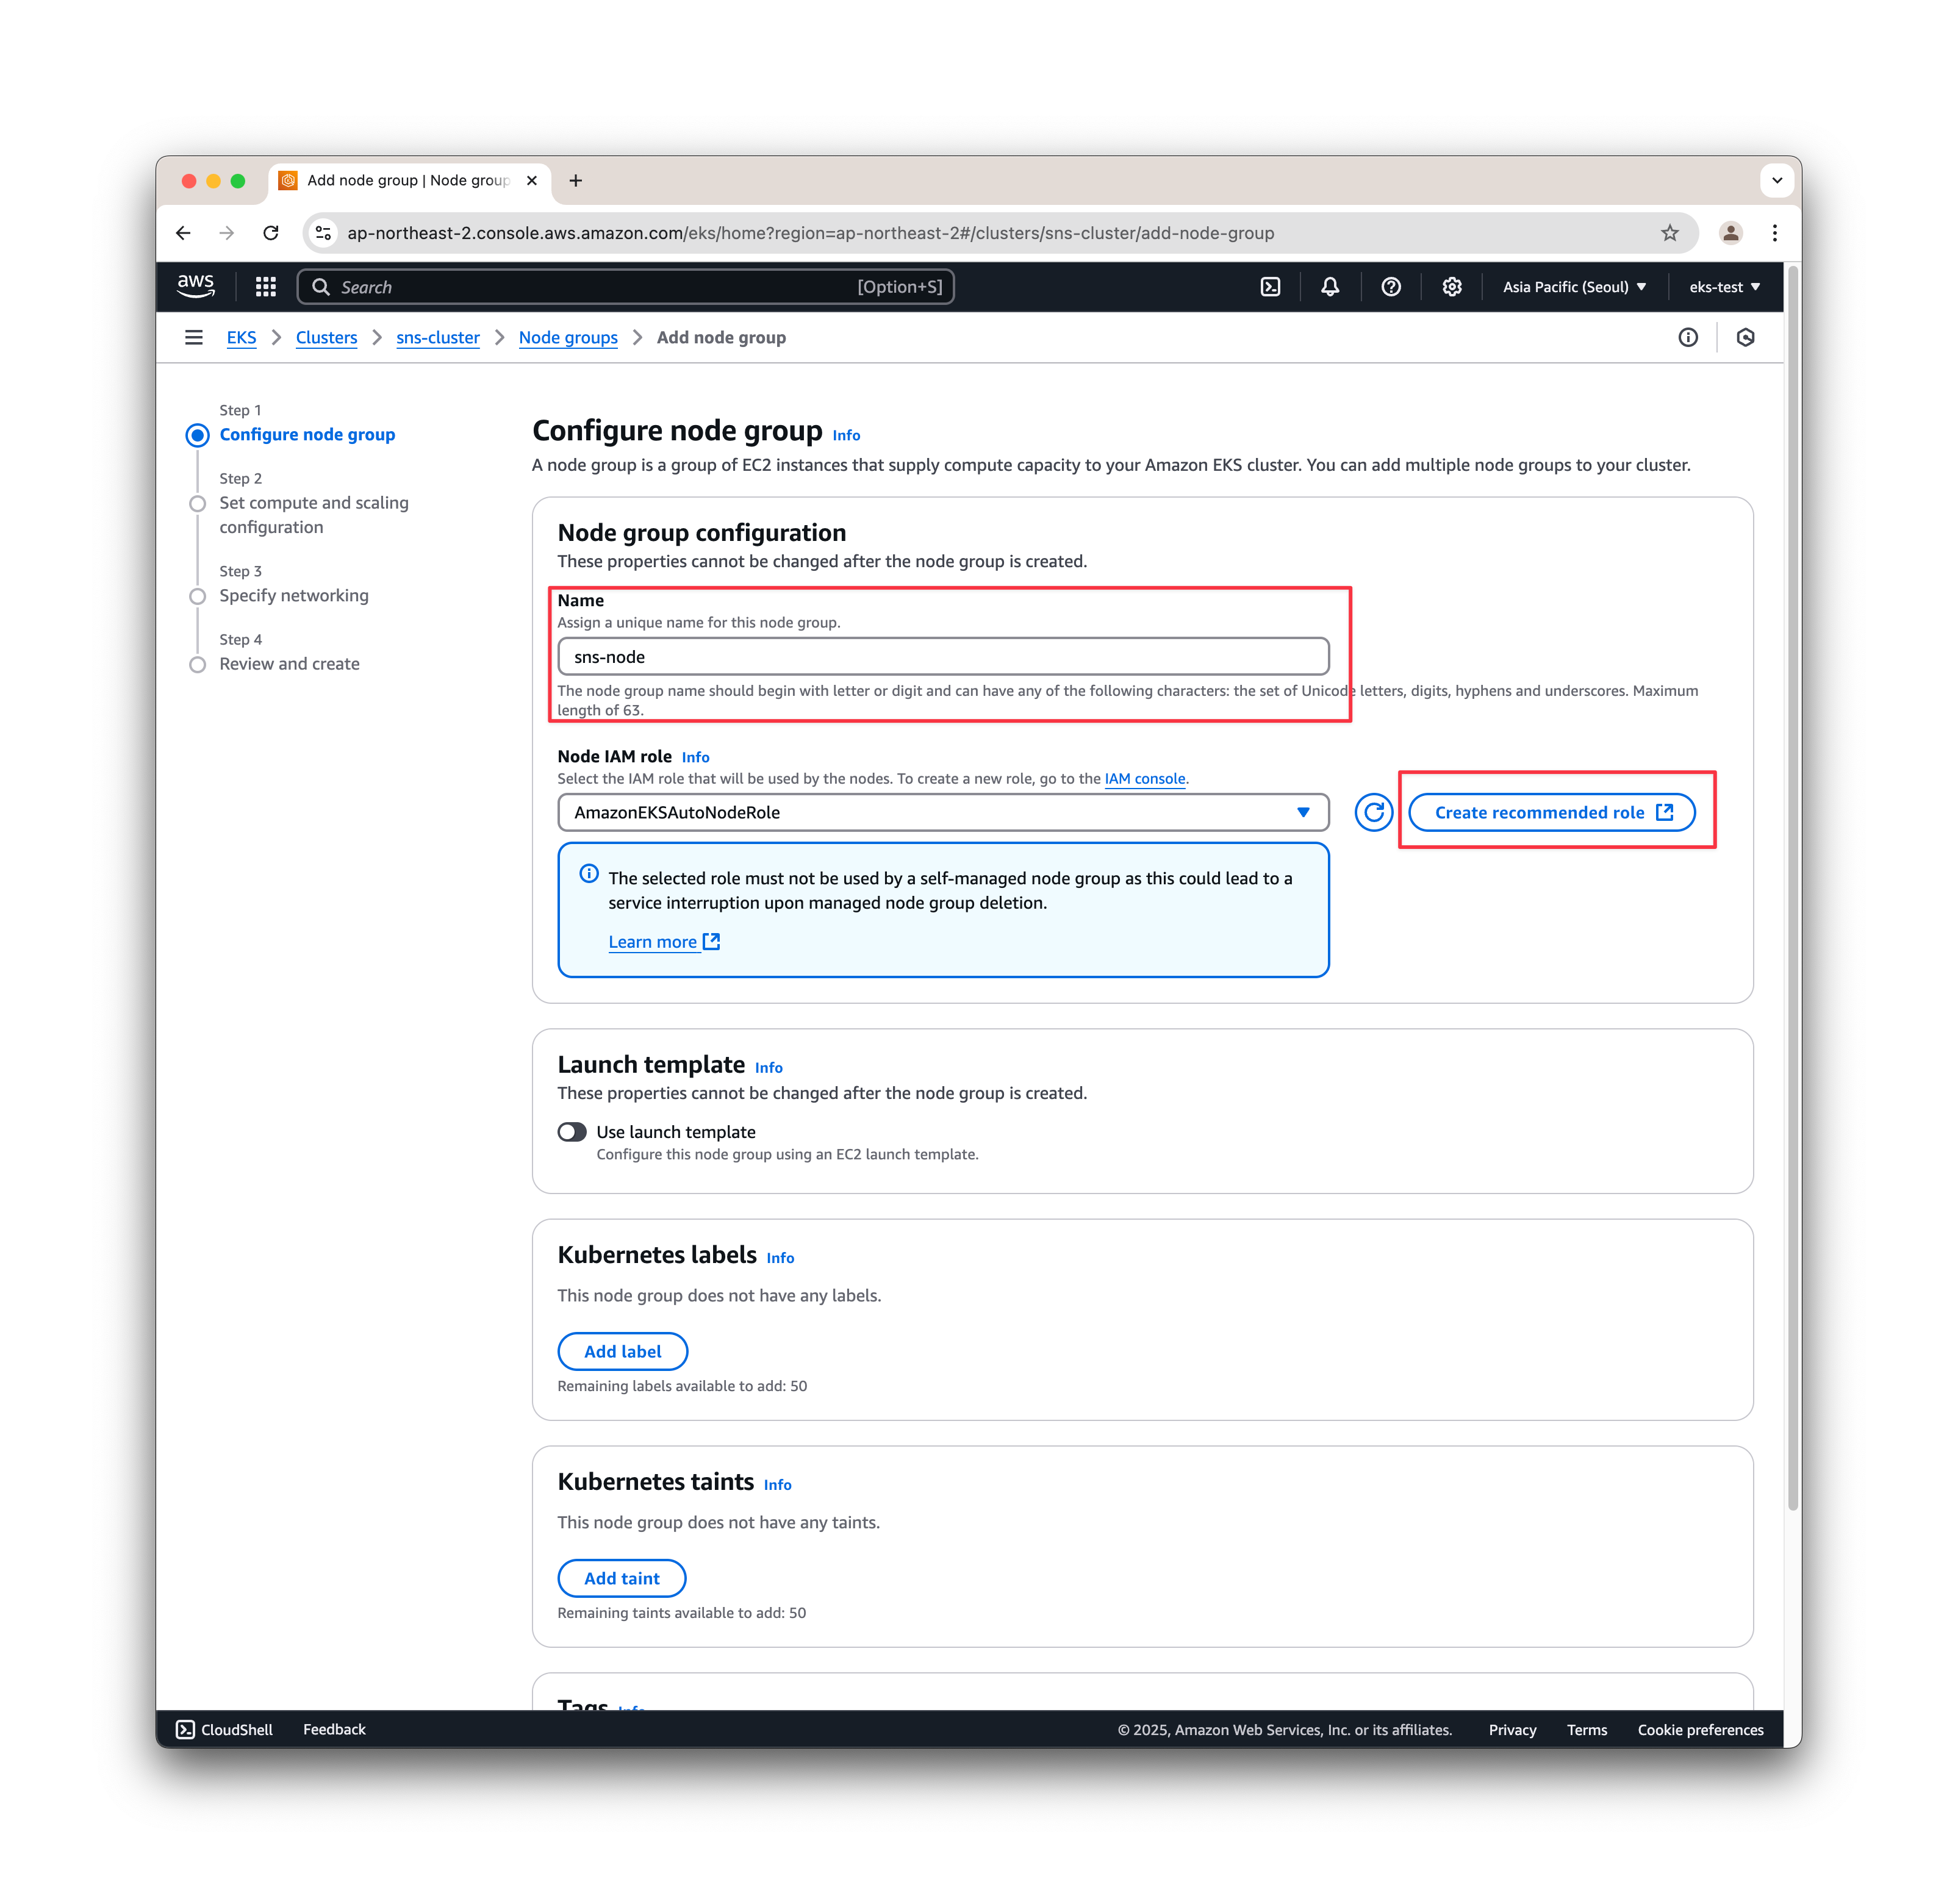 Add node group | Node group
ap-northeast-2.console.aws.amazon.com/eks/home?region=ap-northeast-2#/clusters/sns-cluster/add-node-group
aws
Search
[Option+S]
Asia Pacific (Seoul)
eks-test
EKS
Clusters
sns-cluster
Node groups
Add node group
Step 1
Configure node group
Step 2
Set compute and scaling
configuration
Step 3
Specify networking
Step 4
Review and create
Configure node group Info
A node group is a group of EC2 instances that supply compute capacity to your Amazon EKS cluster. You can add multiple node groups to your cluster.
Node group configuration
These properties cannot be changed after the node group is created.
Name
Assign a unique name for this node group.
sns-node
The node group name should begin with letter or digit and can have any of the following characters: the set of Unicode letters, digits, hyphens and underscores. Maximum
length of 63.
Node IAM role Info
Select the IAM role that will be used by the nodes. To create a new role, go to the IAM console.
AmazonEKSAutoNodeRole
Create recommended role
The selected role must not be used by a self-managed node group as this could lead to a
service interruption upon managed node group deletion.
Learn more
Launch template Info
These properties cannot be changed after the node group is created.
Use launch template
Configure this node group using an EC2 launch template.
Kubernetes labels Info
This node group does not have any labels.
Add label
Remaining labels available to add: 50
Kubernetes taints Info
This node group does not have any taints.
Add taint
Remaining taints available to add: 50
Tags Info
CloudShell
Feedback
© 2025, Amazon Web Services, Inc. or its affiliates.
Privacy
Terms
Cookie preferences